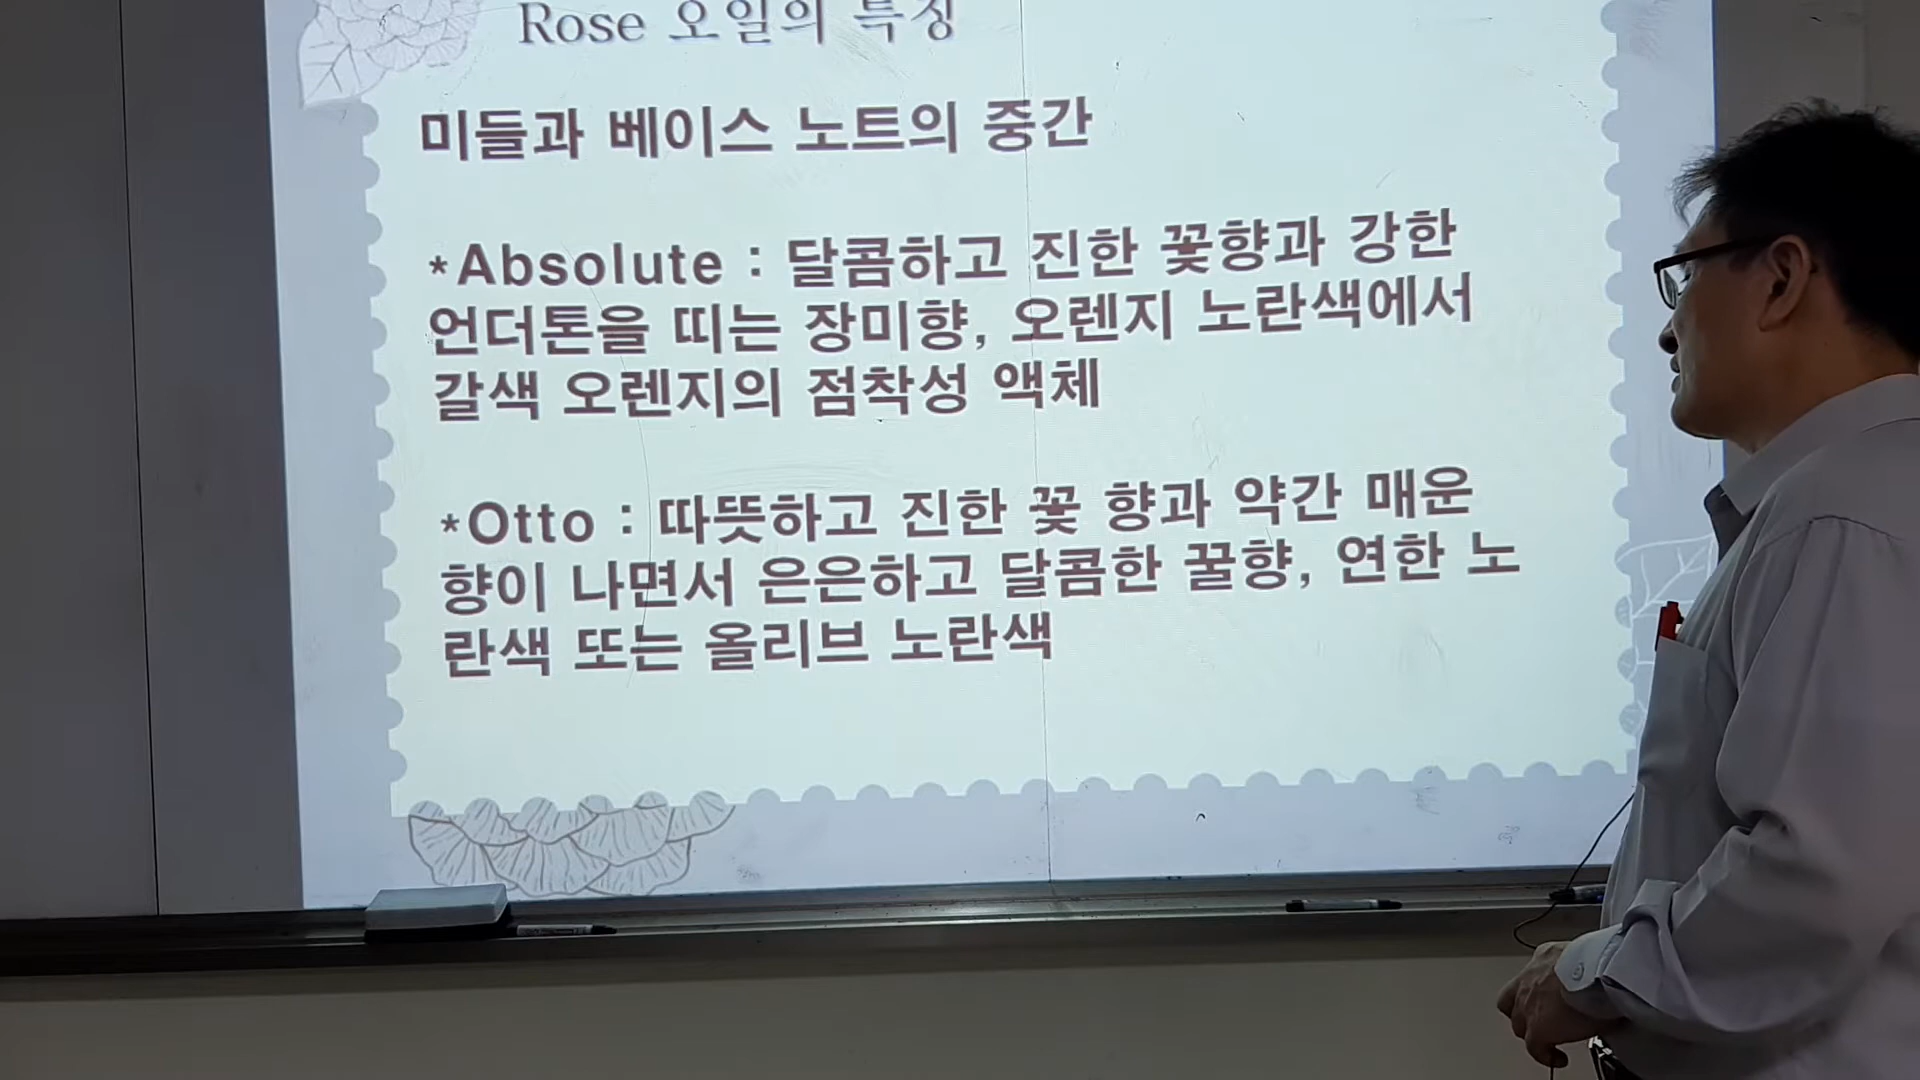 Rose 오일의 특징
미들과 베이스 노트의 중간
*Absolute : 달콤하고 진한 꽃향과 강한
언더톤을 띠는 장미향, 오렌지 노란색에서
갈색 오렌지의 점착성 액체
*Otto : 따뜻하고 진한 꽃 향과 약간 매운
향이 나면서 은은하고 달콤한 꿀향, 연한 노
란색 또는 올리브 노란색